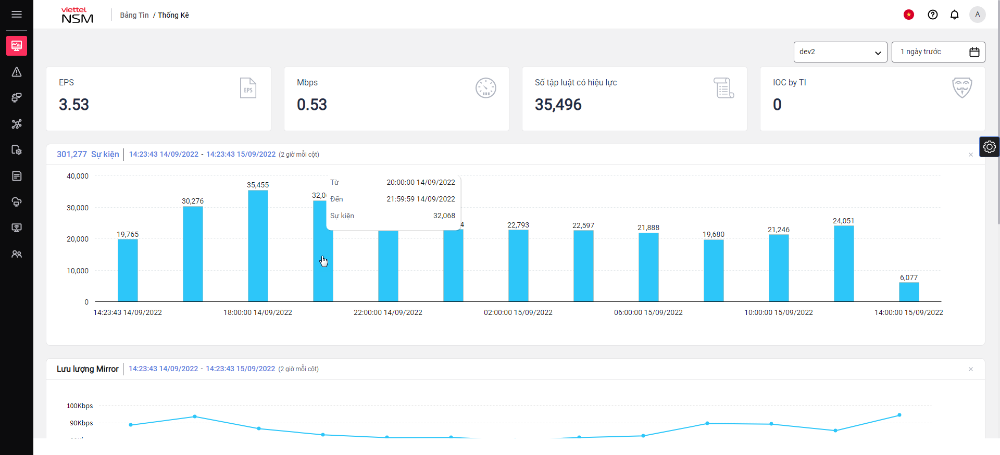 viettel
NSM
Bảng Tin / Thống Kê
A
dev2
1 ngày trước
EPS
3.53
EPS
Mbps
0.53
Số tập luật có hiệu lực
35,496
IOC by TI
0
301,277 Sự kiện 14:23:43 14/09/2022 - 14:23:43 15/09/2022 (2 giờ mỗi cột)
40,000
30,000
20,000
10,000
0
19,765
30,276
35,455
Từ 20:00:00 14/09/2022
Đến 21:59:59 14/09/2022
Sự kiện 32,068
22,793
22,597
21,888
19,680
21,246
24,051
6,077
14:23:43 14/09/2022
18:00:00 14/09/2022
22:00:00 14/09/2022
02:00:00 15/09/2022
06:00:00 15/09/2022
10:00:00 15/09/2022
14:00:00 15/09/2022
Lưu lượng Mirror 14:23:43 14/09/2022 - 14:23:43 15/09/2022 (2 giờ mỗi cột)
100Kbps
90Kbps